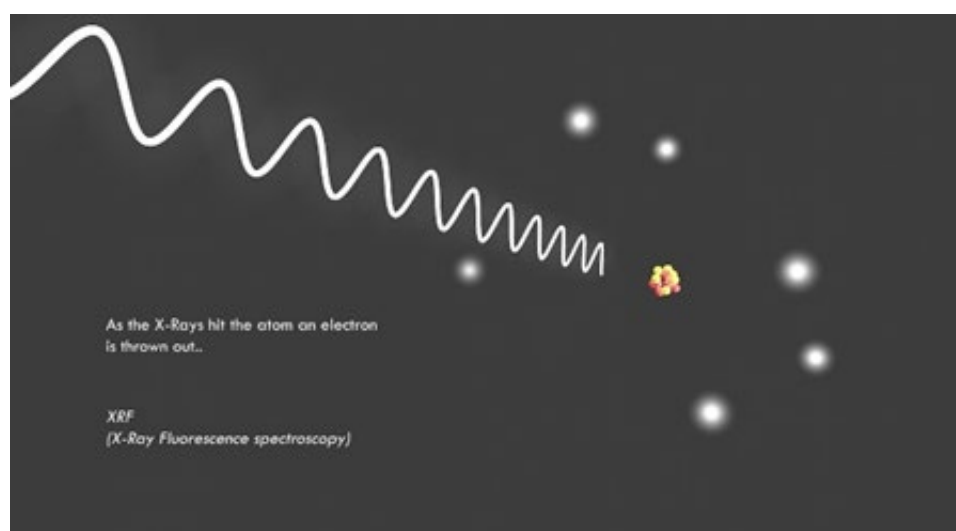 As the X-Rays hit the atom an electron
is thrown out..
XRF
(X-Ray Fluorescence spectroscopy)